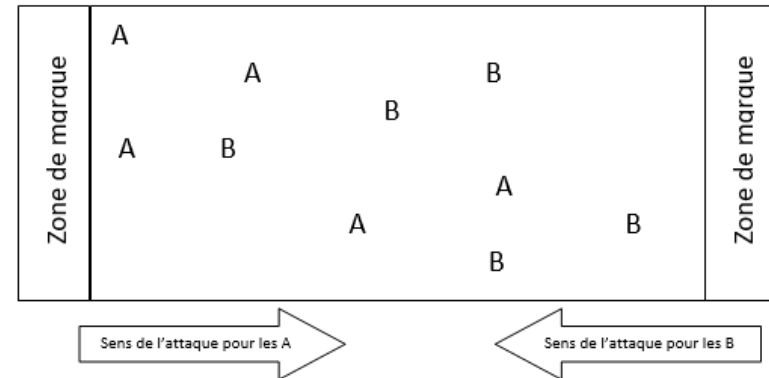 Zone de marque
A
A B
B
A B
A
A B
B
Zone de marque
Sens de l'attaque pour les A
Sens de l'attaque pour les B